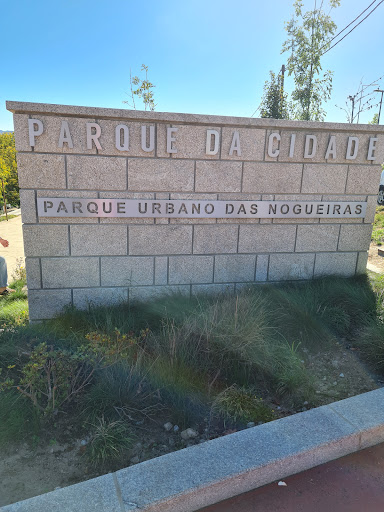 PARQUE DA CIDADE
PARQUE URBANO DAS NOGUEIRAS